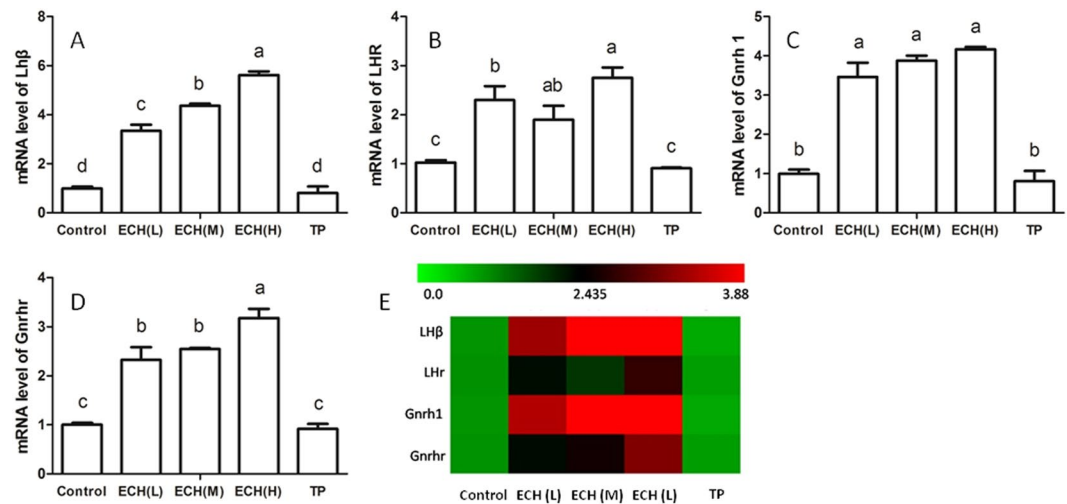 A
mRNA level of Lhβ
8
6
4
2
0
d
c
b
a
d
Control ECH(L) ECH(M) ECH(H) TP
B
mRNA level of LHR
4
3
2
1
0
c
b
ab
a
c
Control ECH(L) ECH(M) ECH(H) TP
C
mRNA level of Gnrh 1
5
4
3
2
1
0
b
a
a
a
b
Control ECH(L) ECH(M) ECH(H) TP
D
mRNA level of Gnrhr
4
3
2
1
0
c
b
b
a
c
Control ECH(L) ECH(M) ECH(H) TP
E
0.0 2.435 3.88
LHβ
LHr
Gnrh1
Gnrhr
Control ECH (L) ECH (M) ECH (L) TP